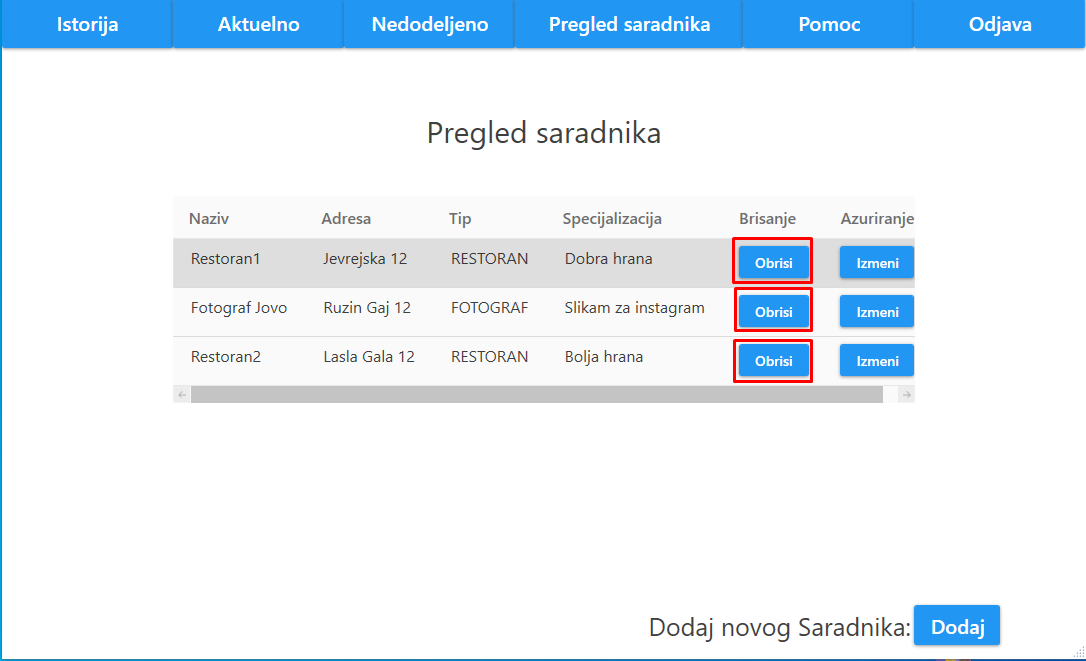 Istorija Aktuelno Nedodeljeno Pregled saradnika Pomoc Odjava
Pregled saradnika
Naziv Adresa Tip Specijalizacija Brisanje Azuriranje
Restoran1 Jevrejska 12 RESTORAN Dobra hrana Obrisi Izmeni
Fotograf Jovo Ruzin Gaj 12 FOTOGRAF Slikam za instagram Obrisi Izmeni
Restoran2 Lasla Gala 12 RESTORAN Bolja hrana Obrisi Izmeni
Dodaj novog Saradnika: Dodaj